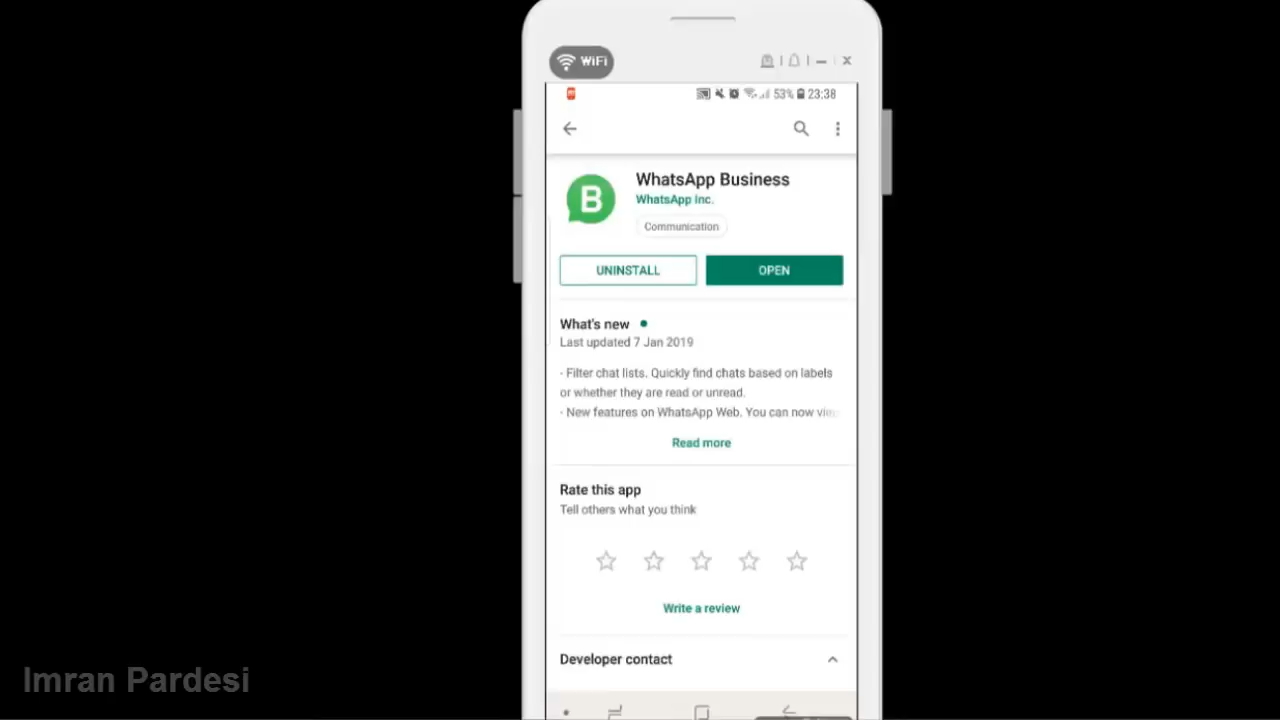 WiFi
53% 23:38
WhatsApp Business
WhatsApp Inc.
Communication
UNINSTALL
OPEN
What's new
Last updated 7 Jan 2019
- Filter chat lists. Quickly find chats based on labels
or whether they are read or unread.
- New features on WhatsApp Web. You can now view
Read more
Rate this app
Tell others what you think
Write a review
Developer contact
Imran Pardesi